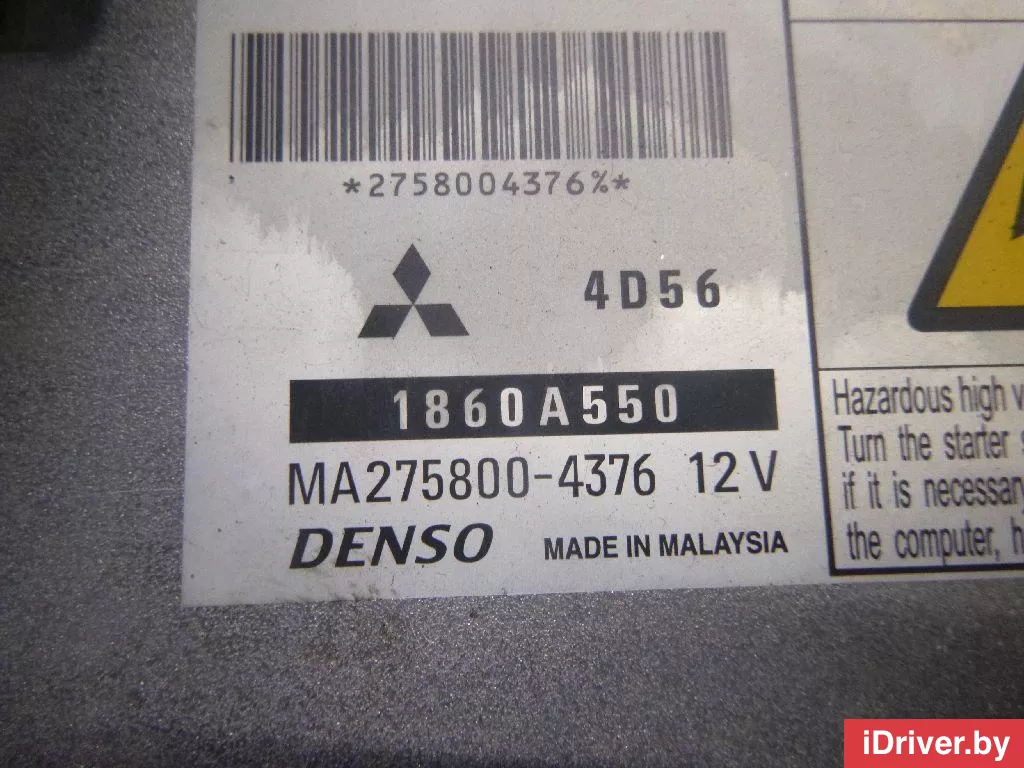 *2758004376%*
4D56
1860A550
MA275800-4376 12V
DENSO MADE IN MALAYSIA
Hazardous high
Turn the starter
if it is
the computer,
iDriver.by